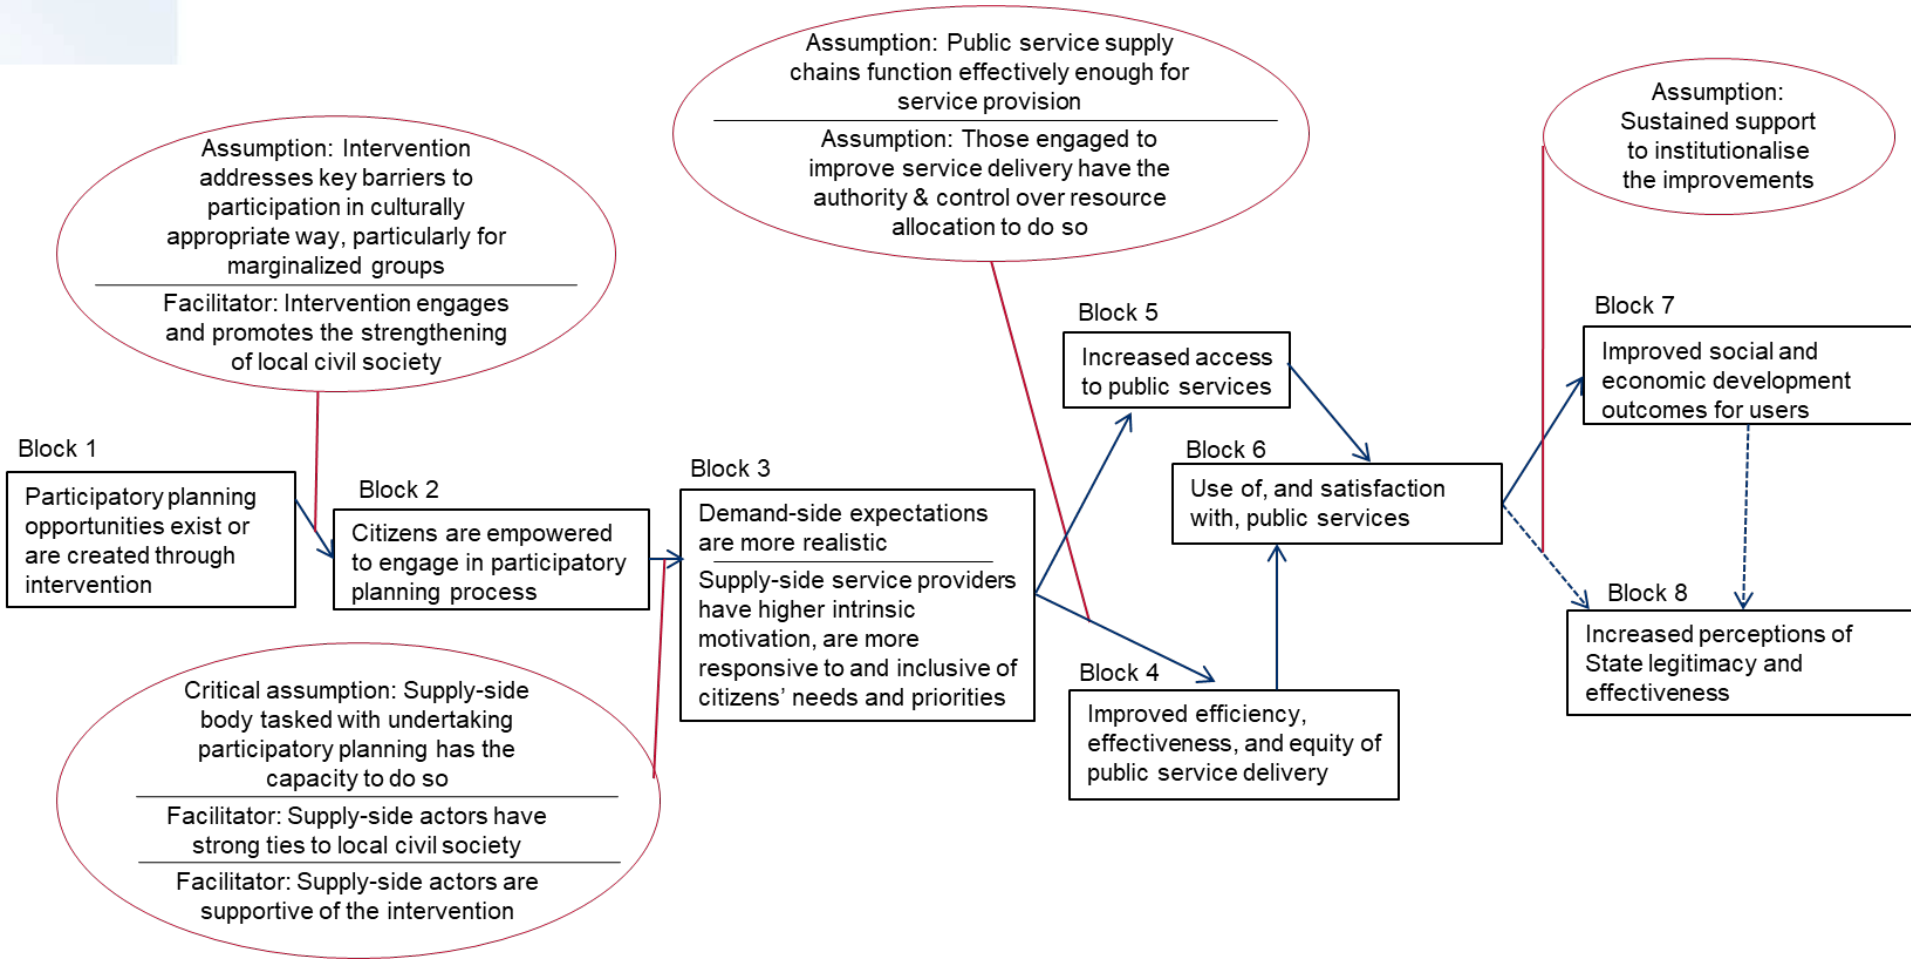 Assumption: Public service supply
chains function effectively enough for
service provision
Assumption: Those engaged to
improve service delivery have the
authority & control over resource
allocation to do so
Assumption:
Sustained support
to institutionalise
the improvements
Assumption: Intervention
addresses key barriers to
participation in culturally
appropriate way, particularly for
marginalized groups
Facilitator: Intervention engages
and promotes the strengthening
of local civil society
Block 1
Participatory planning
opportunities exist or
are created through
intervention
Block 2
Citizens are empowered
to engage in participatory
planning process
Critical assumption: Supply-side
body tasked with undertaking
participatory planning has the
capacity to do so
Facilitator: Supply-side actors have
strong ties to local civil society
Facilitator: Supply-side actors are
supportive of the intervention
Block 3
Demand-side expectations
are more realistic
Supply-side service providers
have higher intrinsic
motivation, are more
responsive to and inclusive of
citizens’ needs and priorities
Block 5
Increased access
to public services
Block 4
Improved efficiency,
effectiveness, and equity of
public service delivery
Block 6
Use of, and satisfaction
with, public services
Block 7
Improved social and
economic development
outcomes for users
Block 8
Increased perceptions of
State legitimacy and
effectiveness